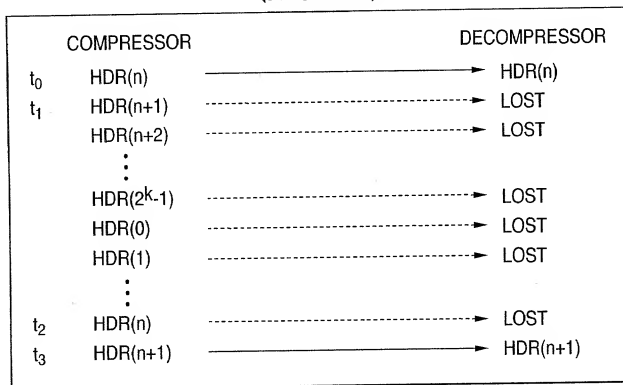 COMPRESSOR DECOMPRESSOR
t0 HDR(n) HDR(n)
t1 HDR(n+1) LOST
HDR(n+2) LOST
HDR(2^k-1) LOST
HDR(0) LOST
HDR(1) LOST
t2 HDR(n) LOST
t3 HDR(n+1) HDR(n+1)